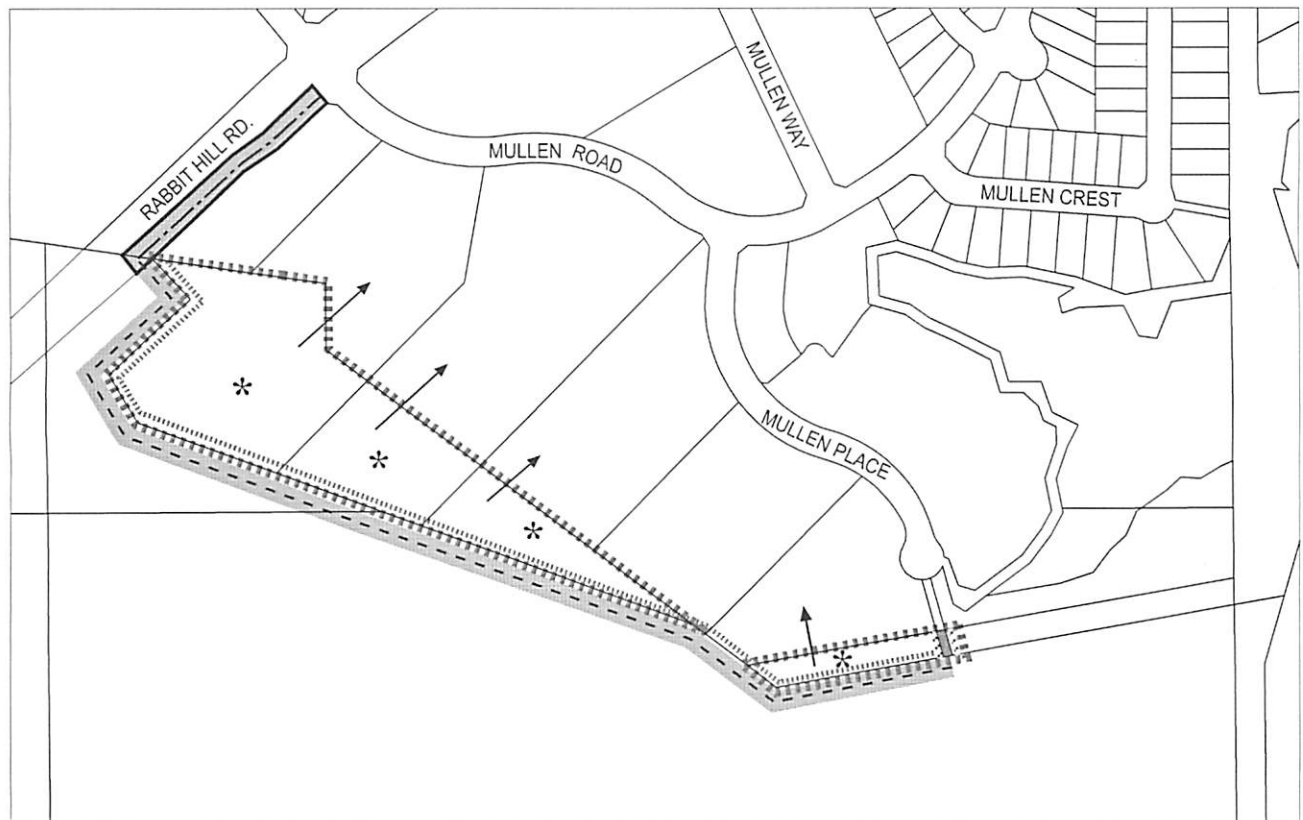 MULLEN WAY
RABBIT HILL RD.
MULLEN ROAD
MULLEN CREST
MULLEN PLACE